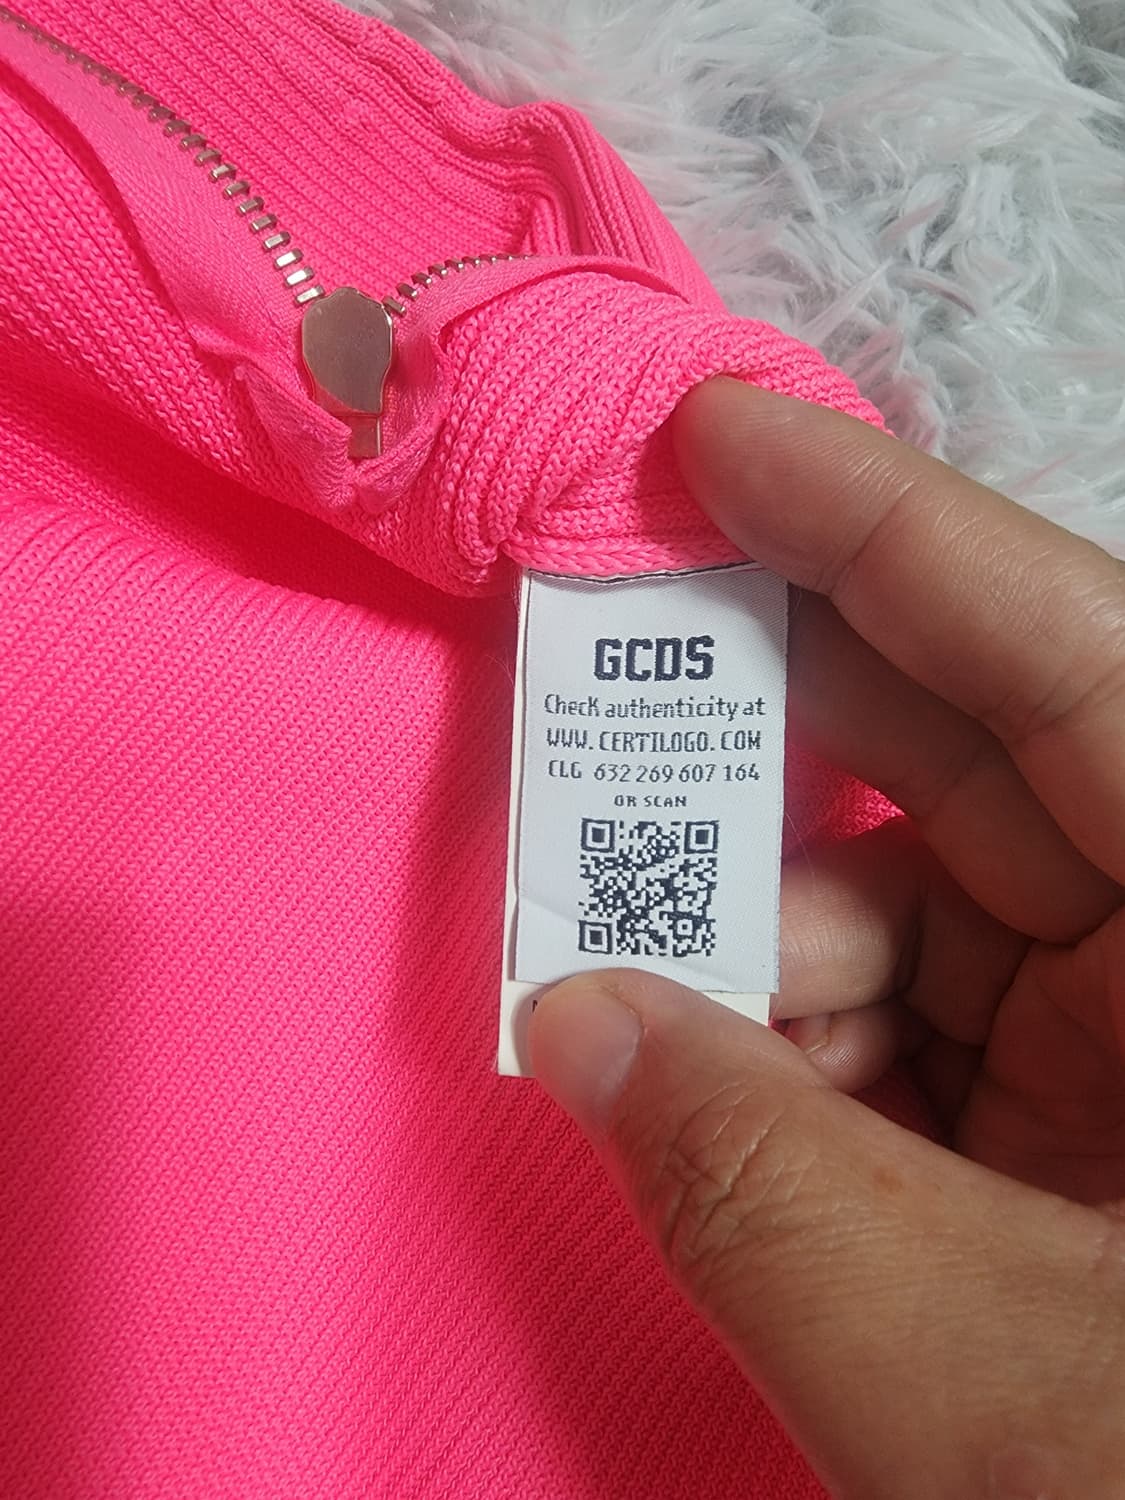 GCDS
Check authenticity at
WWW.CERTILOGO.COM
CLG 632 269 607 164
OR SCAN